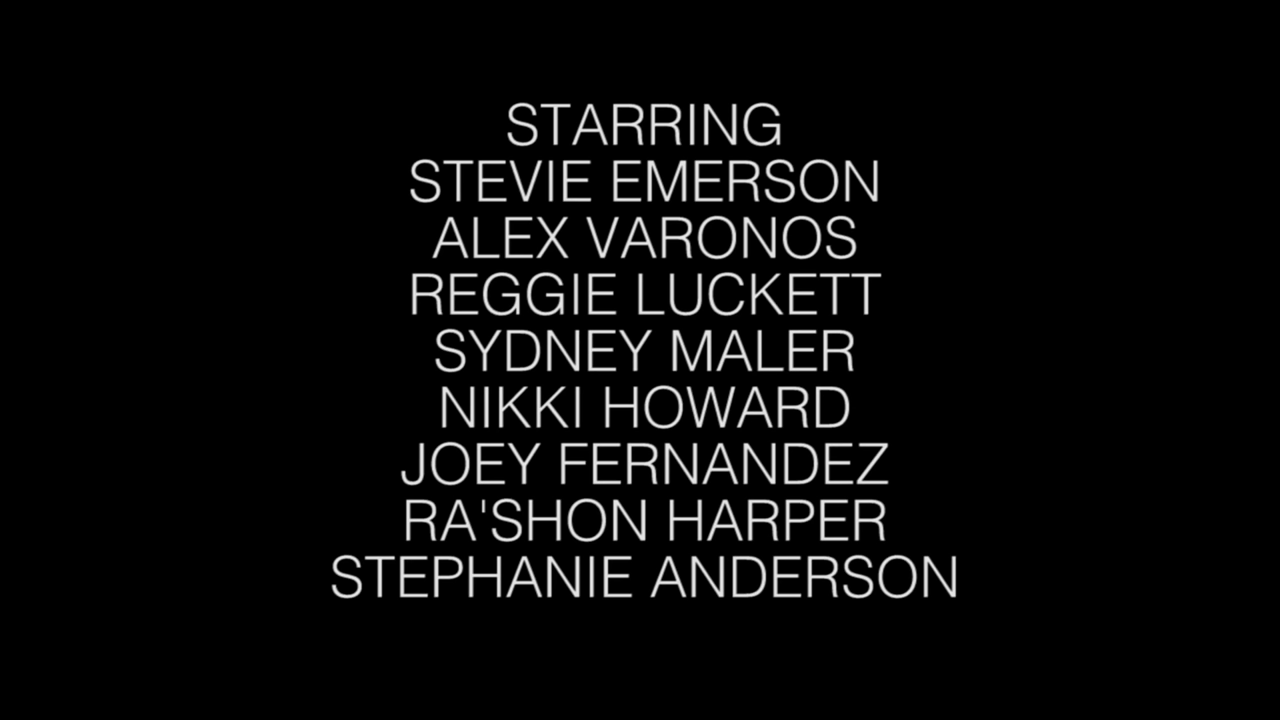 STARRING
STEVIE EMERSON
ALEX VARONOS
REGGIE LUCKETT
SYDNEY MALER
NIKKI HOWARD
JOEY FERNANDEZ
RA'SHON HARPER
STEPHANIE ANDERSON